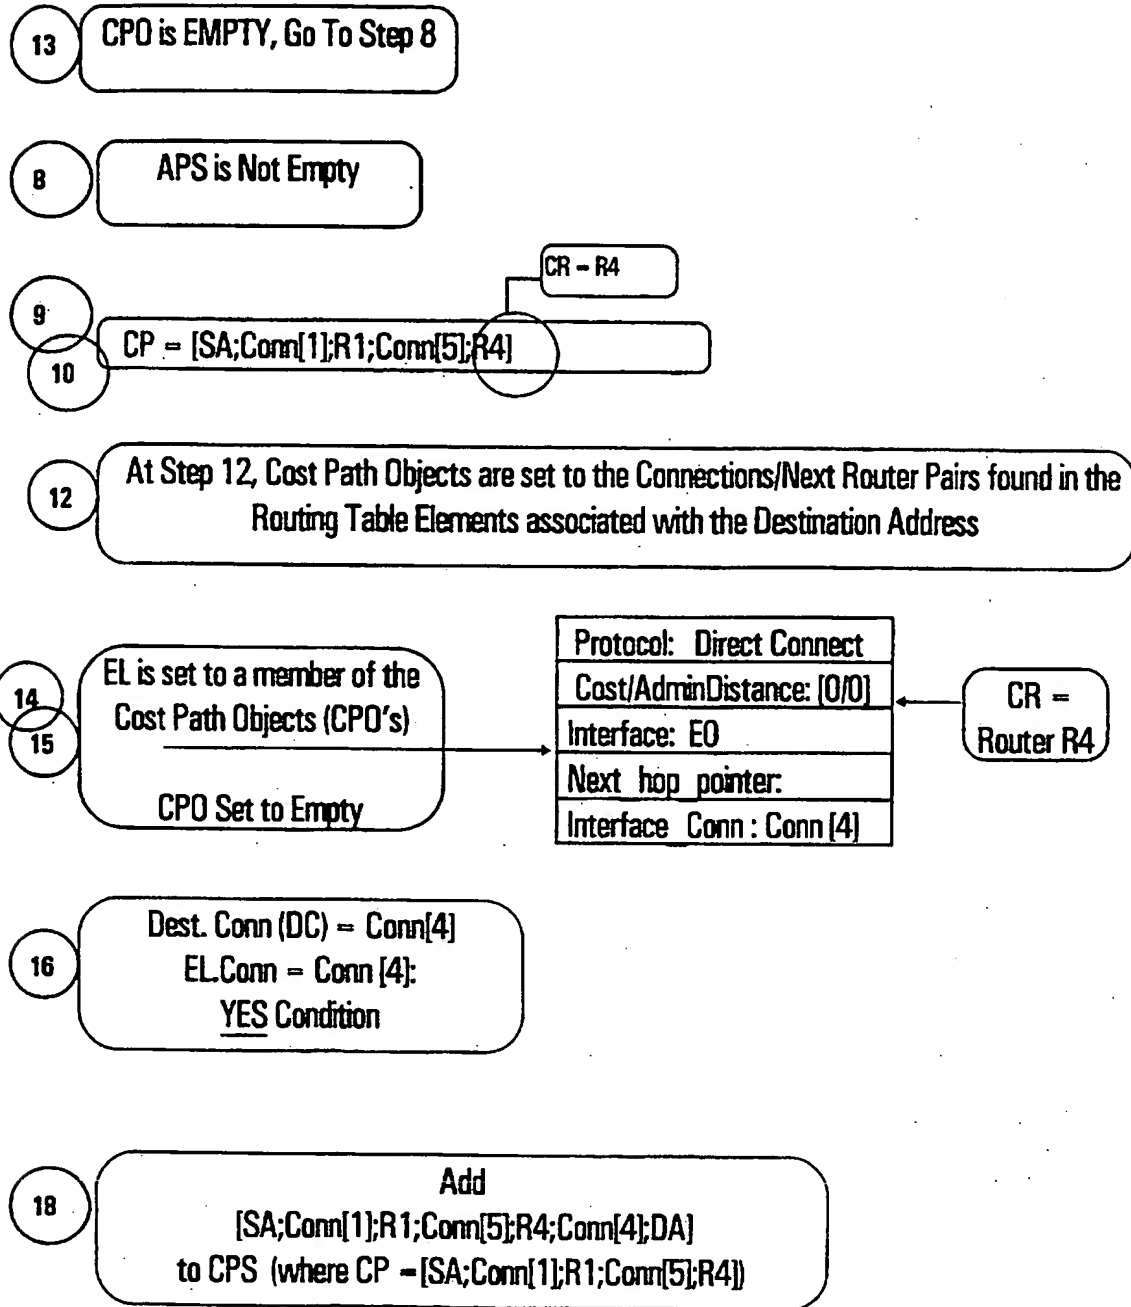 13
CPO is EMPTY, Go To Step 8
8
APS is Not Empty
CR = R4
9
CP = [SA;Conn[1];R1;Conn[5];R4]
10
12
At Step 12, Cost Path Objects are set to the Connections/Next Router Pairs found in the
Routing Table Elements associated with the Destination Address
14
15
EL is set to a member of the
Cost Path Objects (CPO's)
CPO Set to Empty
Protocol: Direct Connect
Cost/AdminDistance: [0/0]
Interface: E0
Next hop pointer:
Interface Conn : Conn [4]
CR =
Router R4
16
Dest. Conn (DC) = Conn[4]
EL.Conn = Conn [4]:
YES Condition
18
Add
[SA;Conn[1];R1;Conn[5];R4;Conn[4];DA]
to CPS (where CP = [SA;Conn[1];R1;Conn[5];R4])